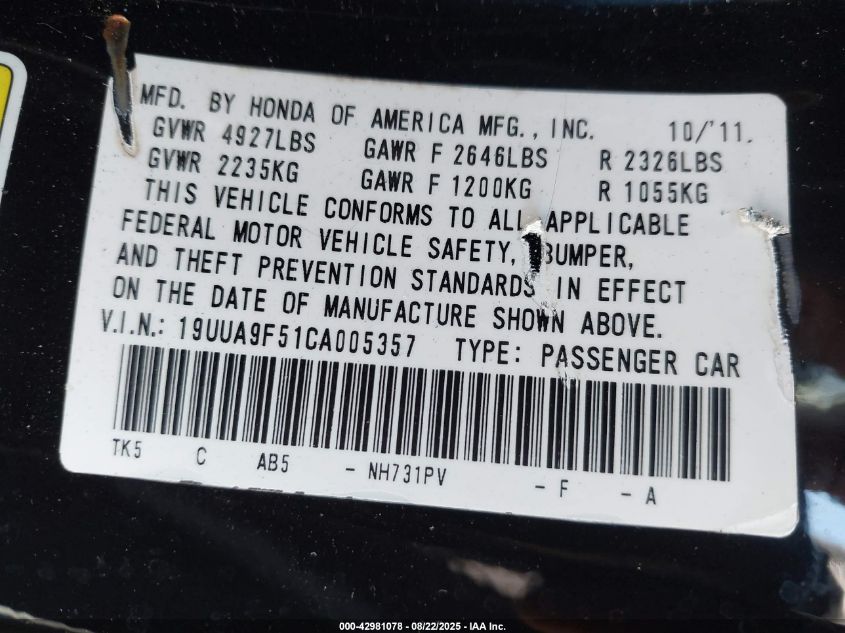 MFD. BY HONDA OF AMERICA MFG., INC. 10/'11.
GVWR 4927LBS GAWR F 2646LBS R 2326LBS
GVWR 2235KG GAWR F 1200KG R 1055KG
THIS VEHICLE CONFORMS TO ALL APPLICABLE
FEDERAL MOTOR VEHICLE SAFETY, BUMPER,
AND THEFT PREVENTION STANDARDS IN EFFECT
ON THE DATE OF MANUFACTURE SHOWN ABOVE.
V.I.N.: 19UUA9F51CA005357 TYPE: PASSENGER CAR
TK5 C AB5 - NH731PV - F - A
000-42981078 - 08/22/2025 - IAA Inc.